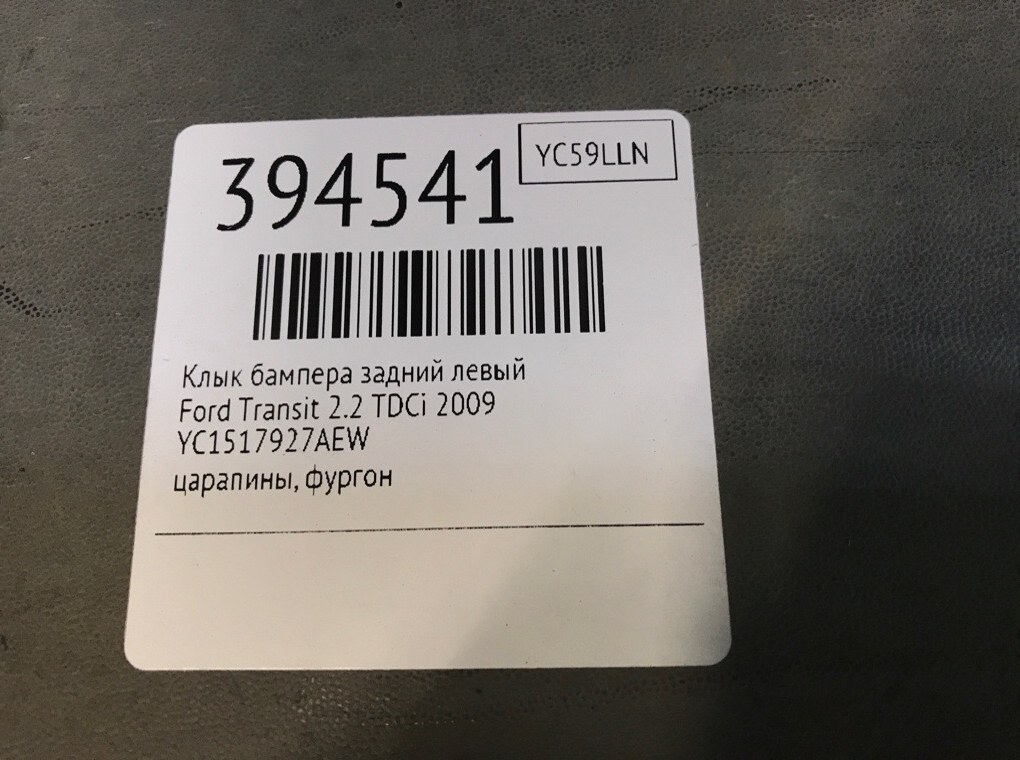 394541
YC59LLN
Клык бампера задний левый
Ford Transit 2.2 TDCi 2009
YC1517927AEW
царапины, фургон